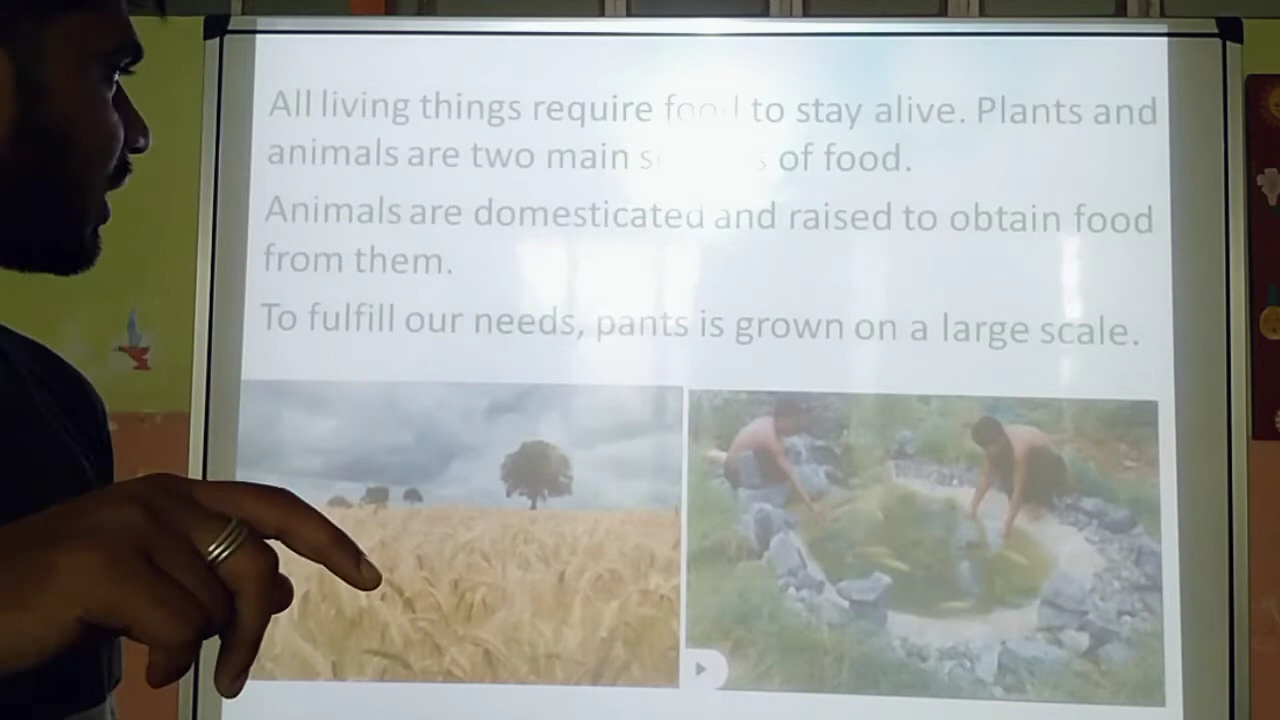 All living things require food to stay alive. Plants and
animals are two main of food.
Animals are domesticated and raised to obtain food
from them.
To fulfill our needs, pants is grown on a large scale.